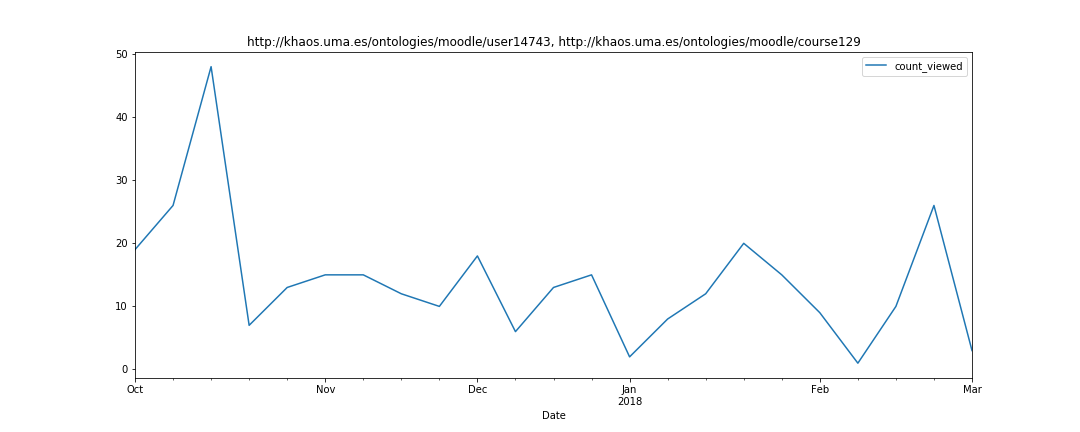 http://khaos.uma.es/ontologies/moodle/user14743, http://khaos.uma.es/ontologies/moodle/course129
count_viewed
50
40
30
20
10
0
Oct Nov Dec Jan Feb Mar
2018
Date